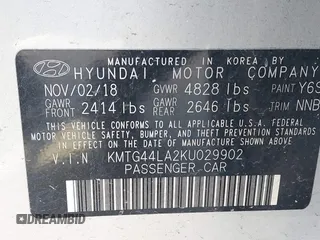 MANUFACTURED IN KOREA BY
HYUNDAI MOTOR COMPANY
NOV/02/18 GVWR 4828 lbs PAINT Y6S
GAWR FRONT 2414 lbs GAWR REAR 2646 lbs TRIM NNB
THIS VEHICLE CONFORMS TO ALL APPLICABLE U.S.A FEDERAL
MOTOR VEHICLE SAFETY, BUMPER, AND THEFT PREVENTION
STANDARDS IN EFFECT ON THE DATE OF MANUFACTURE SHOWN
ABOVE.
V.I.N KMTG44LA2KU029902
PASSENGER CAR
DREAMBID